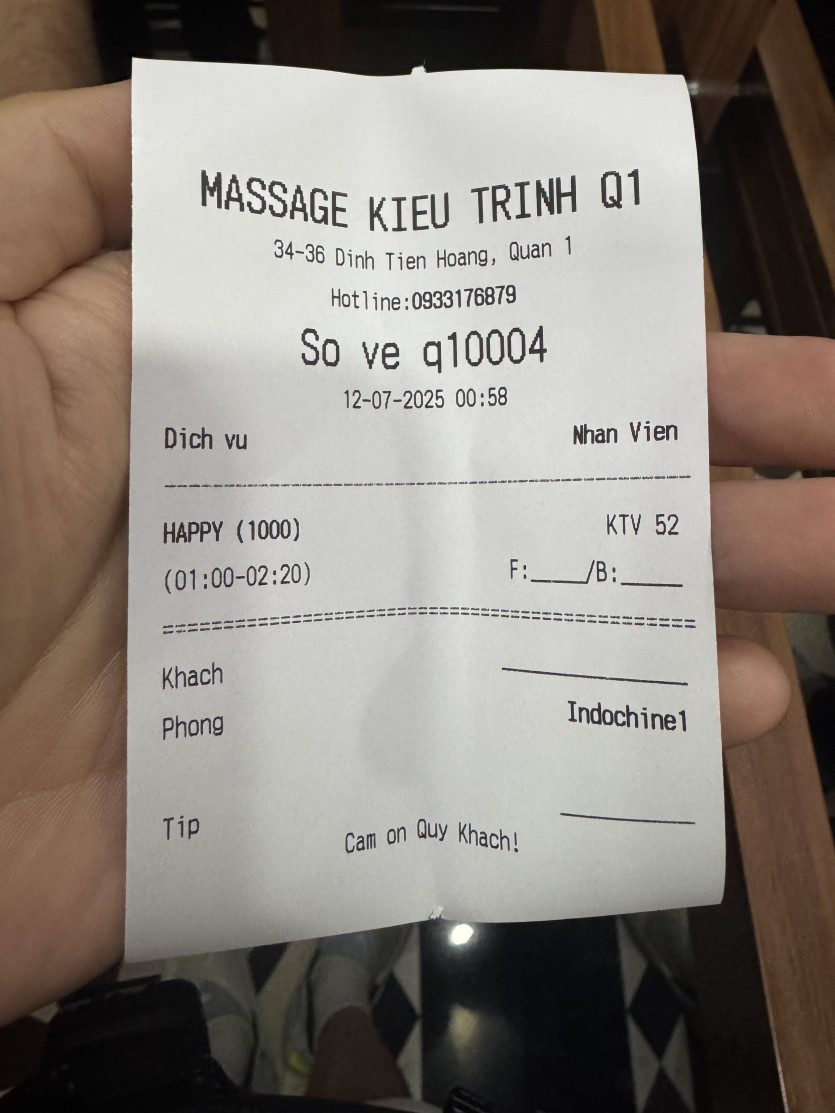 MASSAGE KIEU TRINH Q1
34-36 Dinh Tien Hoang, Quan 1
Hotline:0933176879
So ve q10004
12-07-2025 00:58
Dich vu Nhan Vien
HAPPY (1000) KTV 52
(01:00-02:20) F:____/B:_____
Khach
Phong Indochine1
Tip
Cam on Quy Khach!